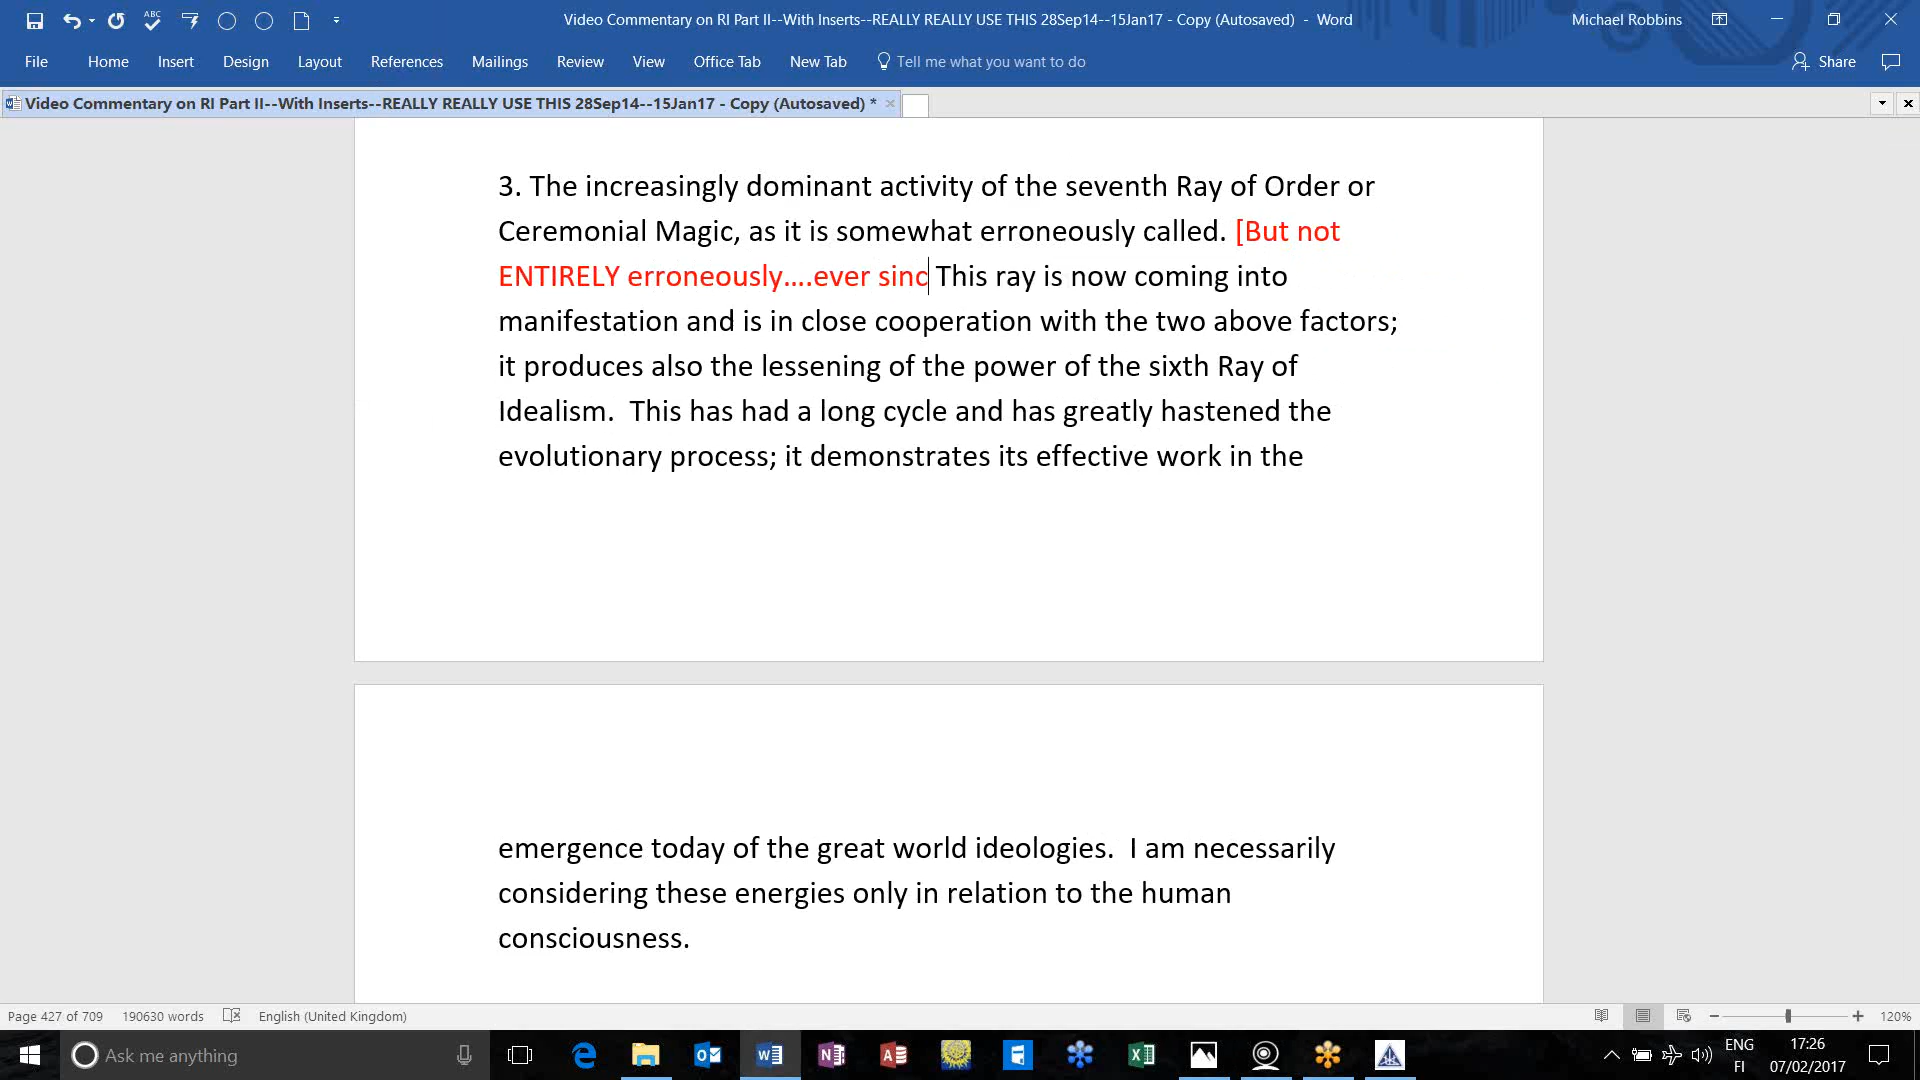 Video Commentary on RI Part II--With Inserts--REALLY REALLY USE THIS 28Sep14--15Jan17 - Copy (Autosaved) - Word
Michael Robbins
ABC
File Home Insert Design Layout References Mailings Review View Office Tab New Tab Tell me what you want to do Share
Video Commentary on RI Part II--With Inserts--REALLY REALLY USE THIS 28Sep14--15Jan17 - Copy (Autosaved) *
3. The increasingly dominant activity of the seventh Ray of Order or
Ceremonial Magic, as it is somewhat erroneously called. [But not
ENTIRELY erroneously….ever sinc This ray is now coming into
manifestation and is in close cooperation with the two above factors;
it produces also the lessening of the power of the sixth Ray of
Idealism.  This has had a long cycle and has greatly hastened the
evolutionary process; it demonstrates its effective work in the
emergence today of the great world ideologies.  I am necessarily
considering these energies only in relation to the human
consciousness.
Page 427 of 709 190630 words English (United Kingdom) 120%
Ask me anything
ENG 17:26
FI 07/02/2017